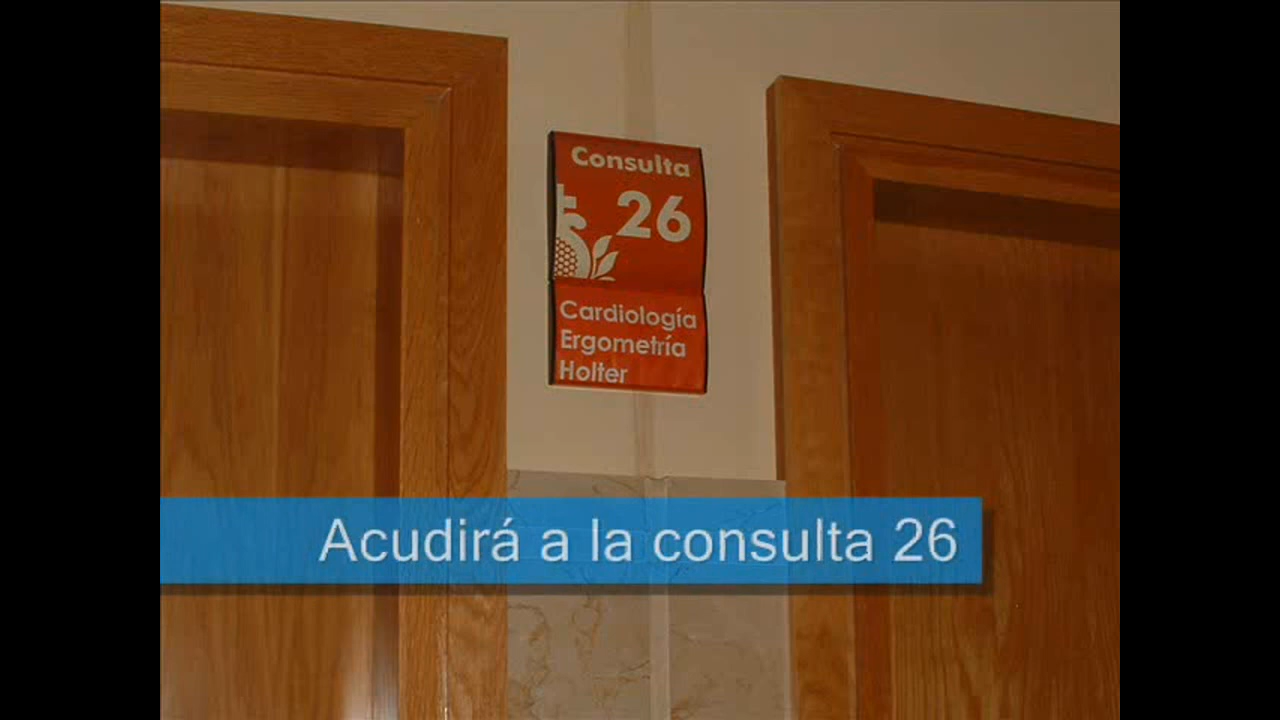 Consulta
26
Cardiología
Ergometría
Holter
Acudirá a la consulta 26